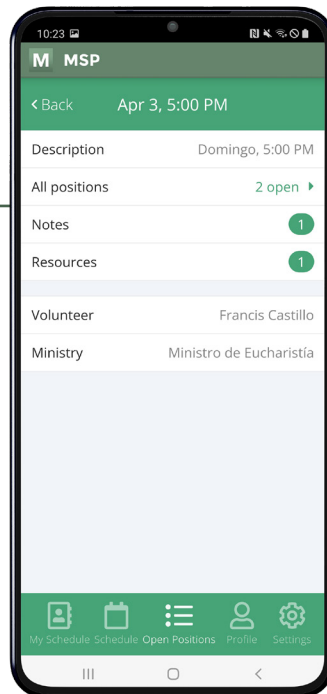 10:23
M MSP
Back Apr 3, 5:00 PM
Description Domingo, 5:00 PM
All positions 2 open
Notes 1
Resources 1
Volunteer Francis Castillo
Ministry Ministro de Eucharistía
My Schedule Schedule Open Positions Profile Settings